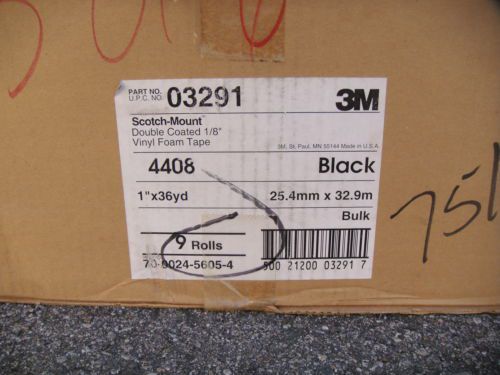 PART NO.
U.P.C. NO. 03291
3M
Scotch-Mount™
Double Coated 1/8"
Vinyl Foam Tape
3M, St. Paul, MN 55144 Made in U.S.A.
4408 Black
1"x36yd 25.4mm x 32.9m
Bulk
9 Rolls
70-0024-5605-4
500 21200 03291 7